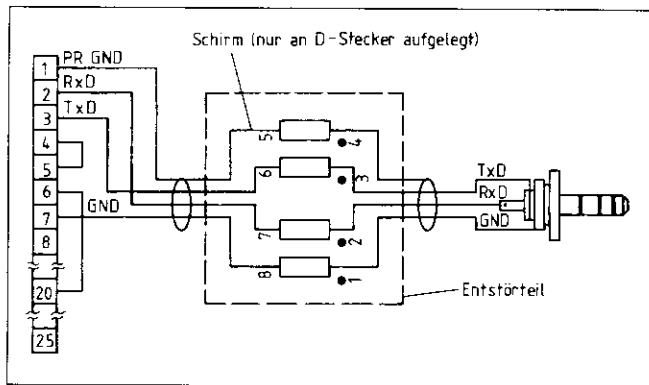 Schirm (nur an D-Stecker aufgelegt)
1
PR GND
2
RxD
3
TxD
4
5
6
7
GND
8
20
25
5
4
6
3
7
2
8
1
TxD
RxD
GND
Entstörteil